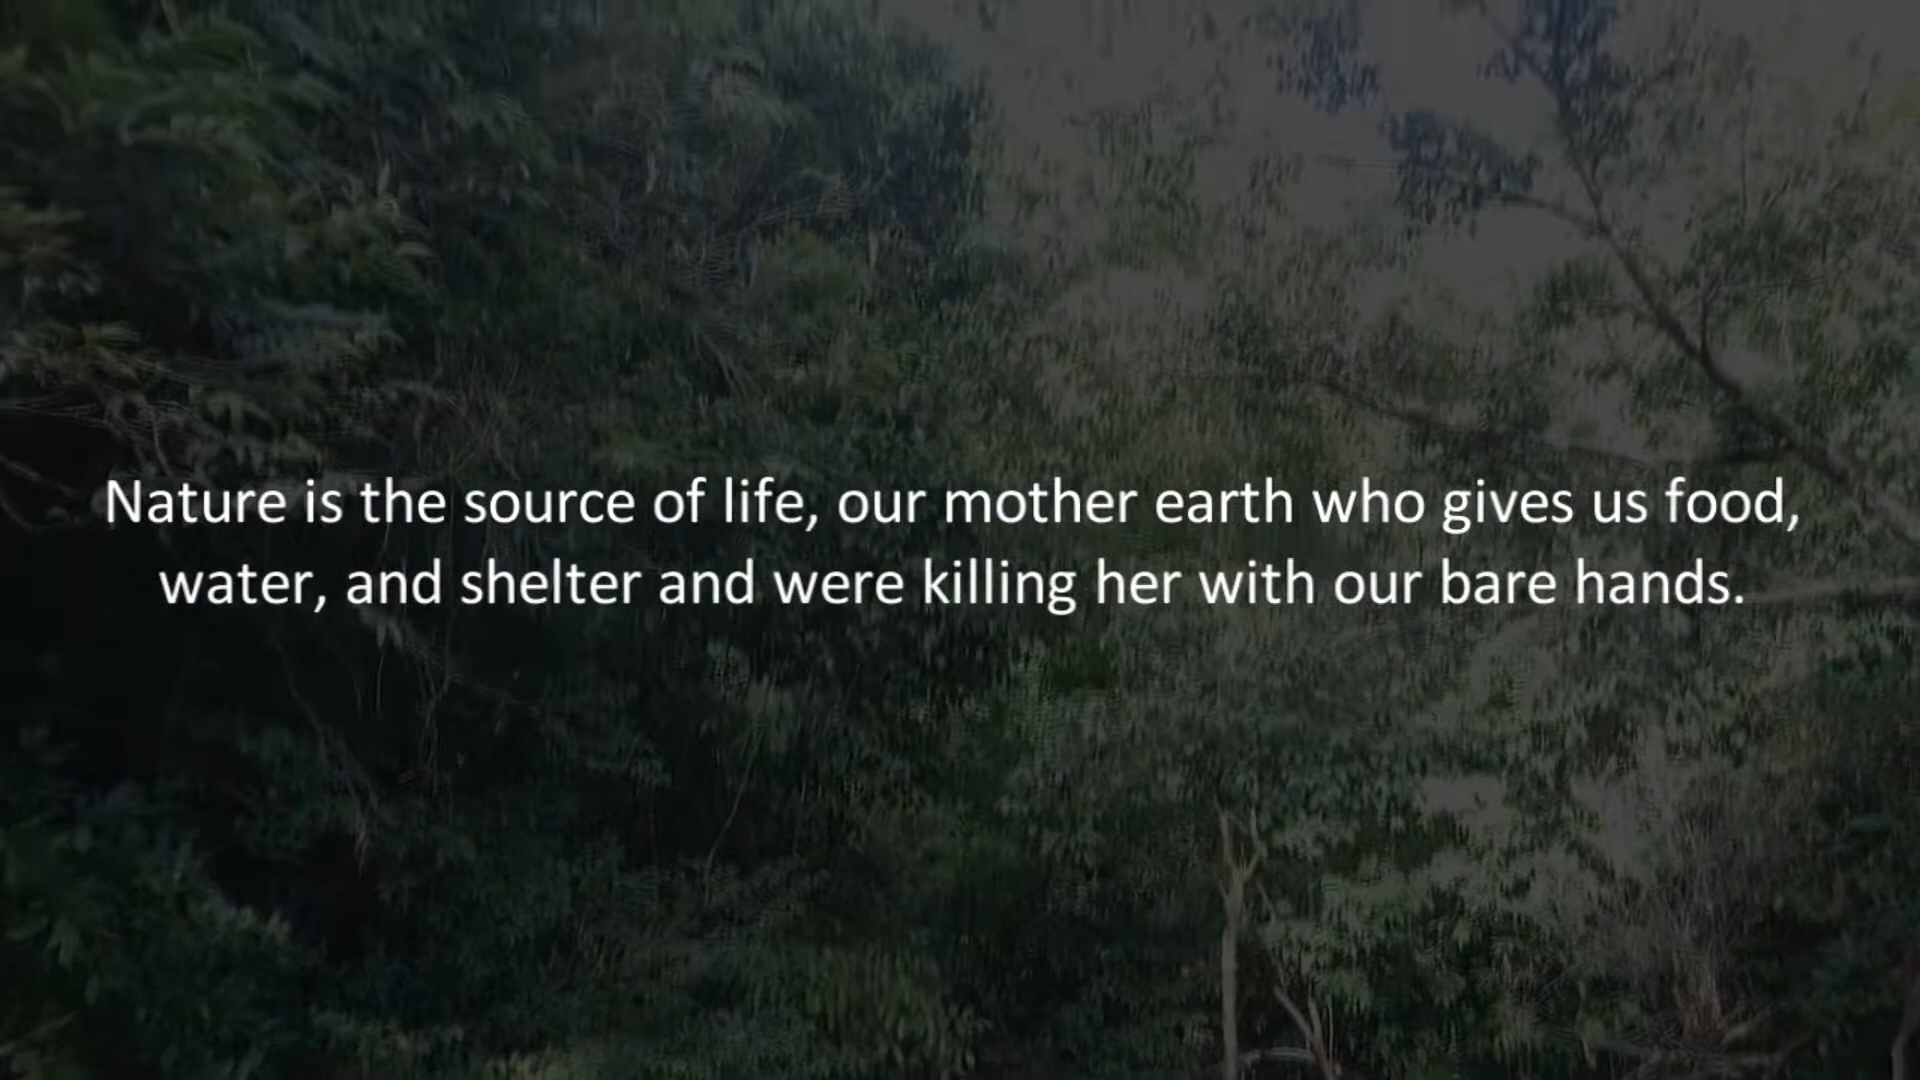 Nature is the source of life, our mother earth who gives us food,
water, and shelter and were killing her with our bare hands.